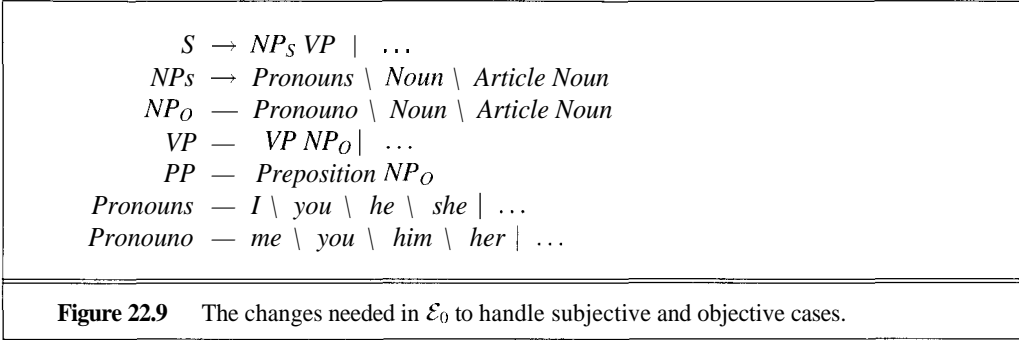 S → NP_S VP | ...
NPs → Pronouns \ Noun \ Article Noun
NP_O — Pronouno \ Noun \ Article Noun
VP — VP NP_O | ...
PP — Preposition NP_O
Pronouns — I \ you \ he \ she | ...
Pronouno — me \ you \ him \ her | ...
Figure 22.9 The changes needed in ℰ₀ to handle subjective and objective cases.